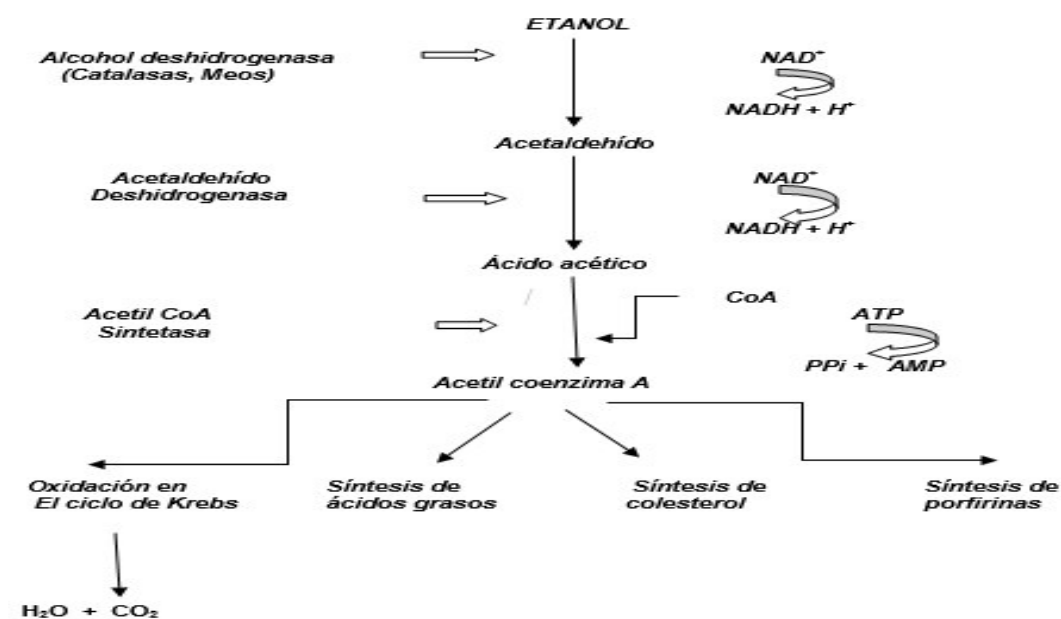 ETANOL
Alcohol deshidrogenasa
(Catalasas, Meos)
NAD⁺
NADH + H⁺
Acetaldehído
Acetaldehído
Deshidrogenasa
NAD⁺
NADH + H⁺
Ácido acético
CoA
Acetil CoA
Sintetasa
ATP
PPi + AMP
Acetil coenzima A
Oxidación en
El ciclo de Krebs
Síntesis de
ácidos grasos
Síntesis de
colesterol
Síntesis de
porfirinas
H₂O + CO₂